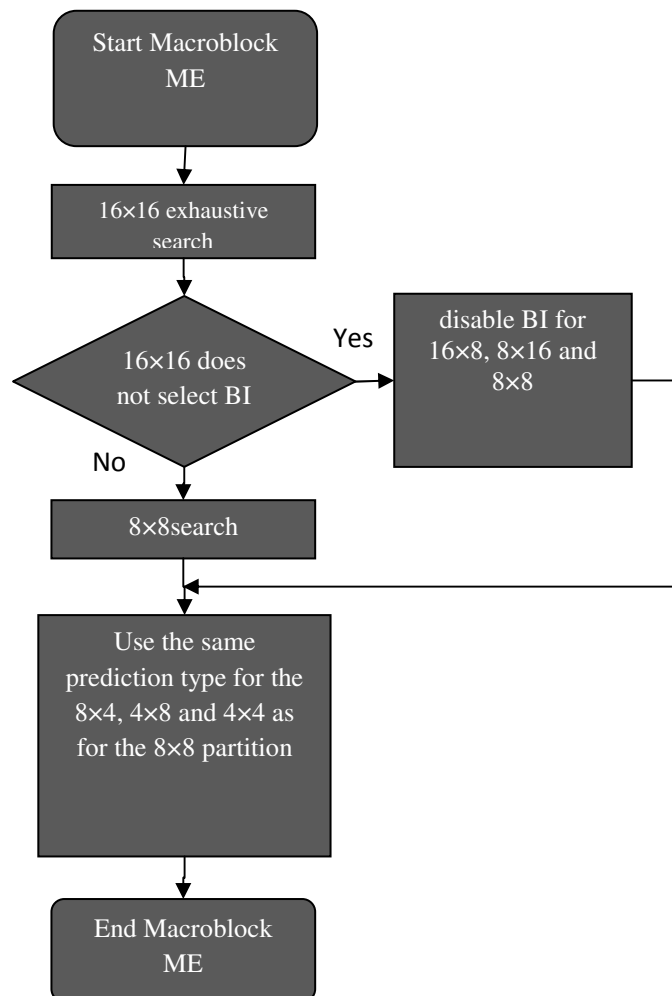 Start Macroblock
ME
16×16 exhaustive
search
16×16 does
not select BI
Yes
disable BI for
16×8, 8×16 and
8×8
No
8×8search
Use the same
prediction type for the
8×4, 4×8 and 4×4 as
for the 8×8 partition
End Macroblock
ME